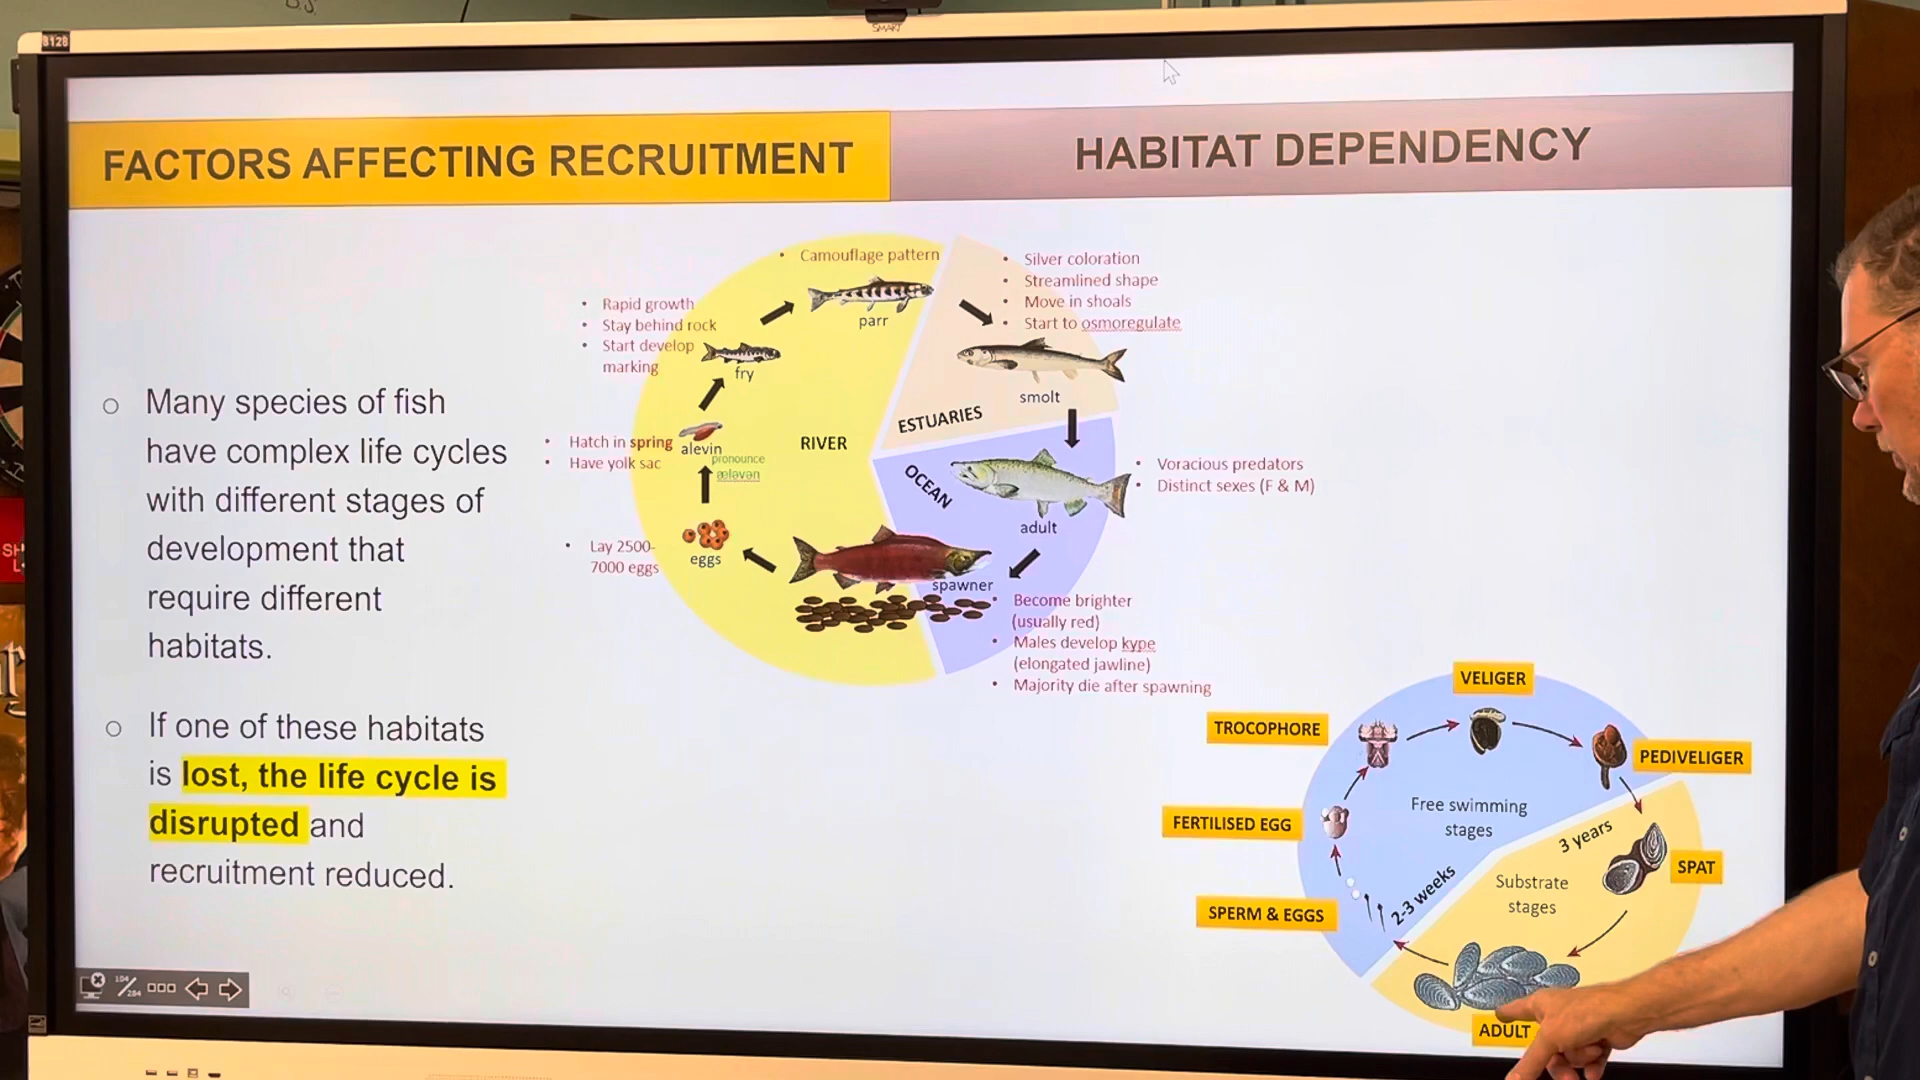 B128
SMART
FACTORS AFFECTING RECRUITMENT
HABITAT DEPENDENCY
○ Many species of fish
have complex life cycles
with different stages of
development that
require different
habitats.
○ If one of these habitats
is lost, the life cycle is
disrupted and
recruitment reduced.
• Camouflage pattern
parr
• Rapid growth
• Stay behind rock
• Start develop
marking
fry
• Hatch in spring
• Have yolk sac
alevin
pronounce
æləvən
• Lay 2500-
7000 eggs
eggs
RIVER
• Silver coloration
• Streamlined shape
• Move in shoals
• Start to osmoregulate
smolt
ESTUARIES
OCEAN
• Voracious predators
• Distinct sexes (F & M)
adult
spawner
• Become brighter
(usually red)
• Males develop kype
(elongated jawline)
• Majority die after spawning
VELIGER
TROCOPHORE
PEDIVELIGER
FERTILISED EGG
Free swimming
stages
3 years
SPAT
Substrate
stages
2-3 weeks
SPERM & EGGS
ADULT
104
204